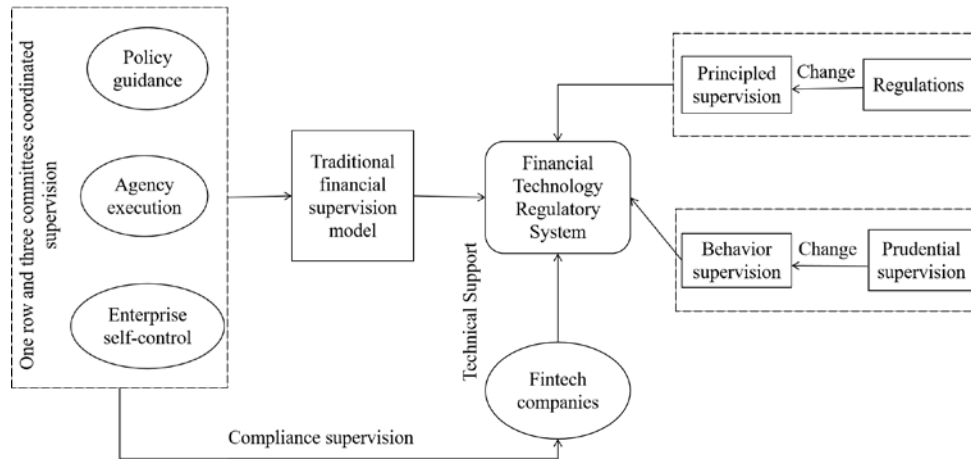 One row and three committees coordinated
supervision
Policy
guidance
Agency
execution
Enterprise
self-control
Traditional
financial
supervision
model
Financial
Technology
Regulatory
System
Principled
supervision
Change
Regulations
Behavior
supervision
Change
Prudential
supervision
Technical Support
Fintech
companies
Compliance supervision